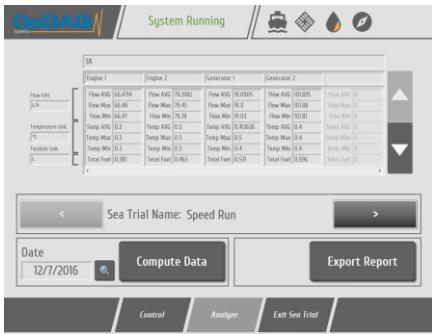 OpDAQ
Systems
System Running
1A
Engine 1 Engine 2 Generator 1 Generator 2
Flow Unit
L/h
Temperature Unit
°C
Totalizer Unit
L
Flow AVG 66.4714 Flow AVG 79.3982 Flow AVG 91.0905 Flow AVG 101.835 Flow AVG 0
Flow Max 66.48 Flow Max 79.45 Flow Max 91.11 Flow Max 101.88 Flow Max 0
Flow Min 66.47 Flow Min 79.39 Flow Min 91.03 Flow Min 101.81 Flow Min 0
Temp AVG 0.3 Temp AVG 0.5 Temp AVG 0.413636 Temp AVG 0.4 Temp AVG 0
Temp Max 0.3 Temp Max 0.5 Temp Max 0.5 Temp Max 0.4 Temp Max 0
Temp Min 0.3 Temp Min 0.5 Temp Min 0.4 Temp Min 0.4 Temp Min 0
Total Fuel 0.381 Total Fuel 0.463 Total Fuel 0.531 Total Fuel 0.596 Total Fuel 0
< Sea Trial Name: Speed Run >
Date
12/7/2016
Compute Data
Export Report
Control Analyze Exit Sea Trial